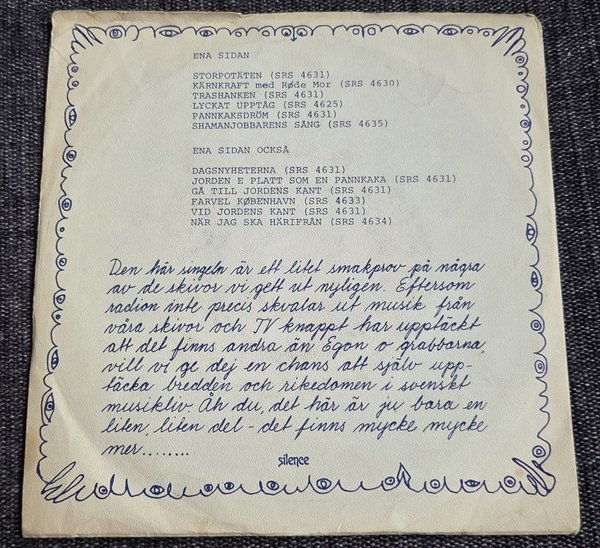 ENA SIDAN
STORPOTÄTEN (SRS 4631)
KÄRNKRAFT med Røde Mor (SRS 4630)
TRASHANKEN (SRS 4631)
LYCKAT UPPTÅG (SRS 4625)
PANNKAKSDRÖM (SRS 4631)
SHAMANJOBBARENS SÅNG (SRS 4635)
ENA SIDAN OCKSÅ
DAGSNYHETERNA (SRS 4631)
JORDEN E PLATT SOM EN PANNKAKA (SRS 4631)
GÅ TILL JORDENS KANT (SRS 4631)
FARVEL KØBENHAVN (SRS 4633)
VID JORDENS KANT (SRS 4631)
NÄR JAG SKA HÄRIFRÅN (SRS 4634)
Den här singeln är ett litet smakprov på några
av de skivor vi gett ut nyligen. Eftersom
radion inte precis skvalar ut musik från
våra skivor och TV knappt har upptäckt
att det finns andra än Egon o grabbarna,
vill vi ge dej en chans att själv upp-
täcka bredden och rikedomen i svenskt
musikliv. Åh du, det här är ju bara en
liten, liten del - det finns mycke mycke
mer........
silence